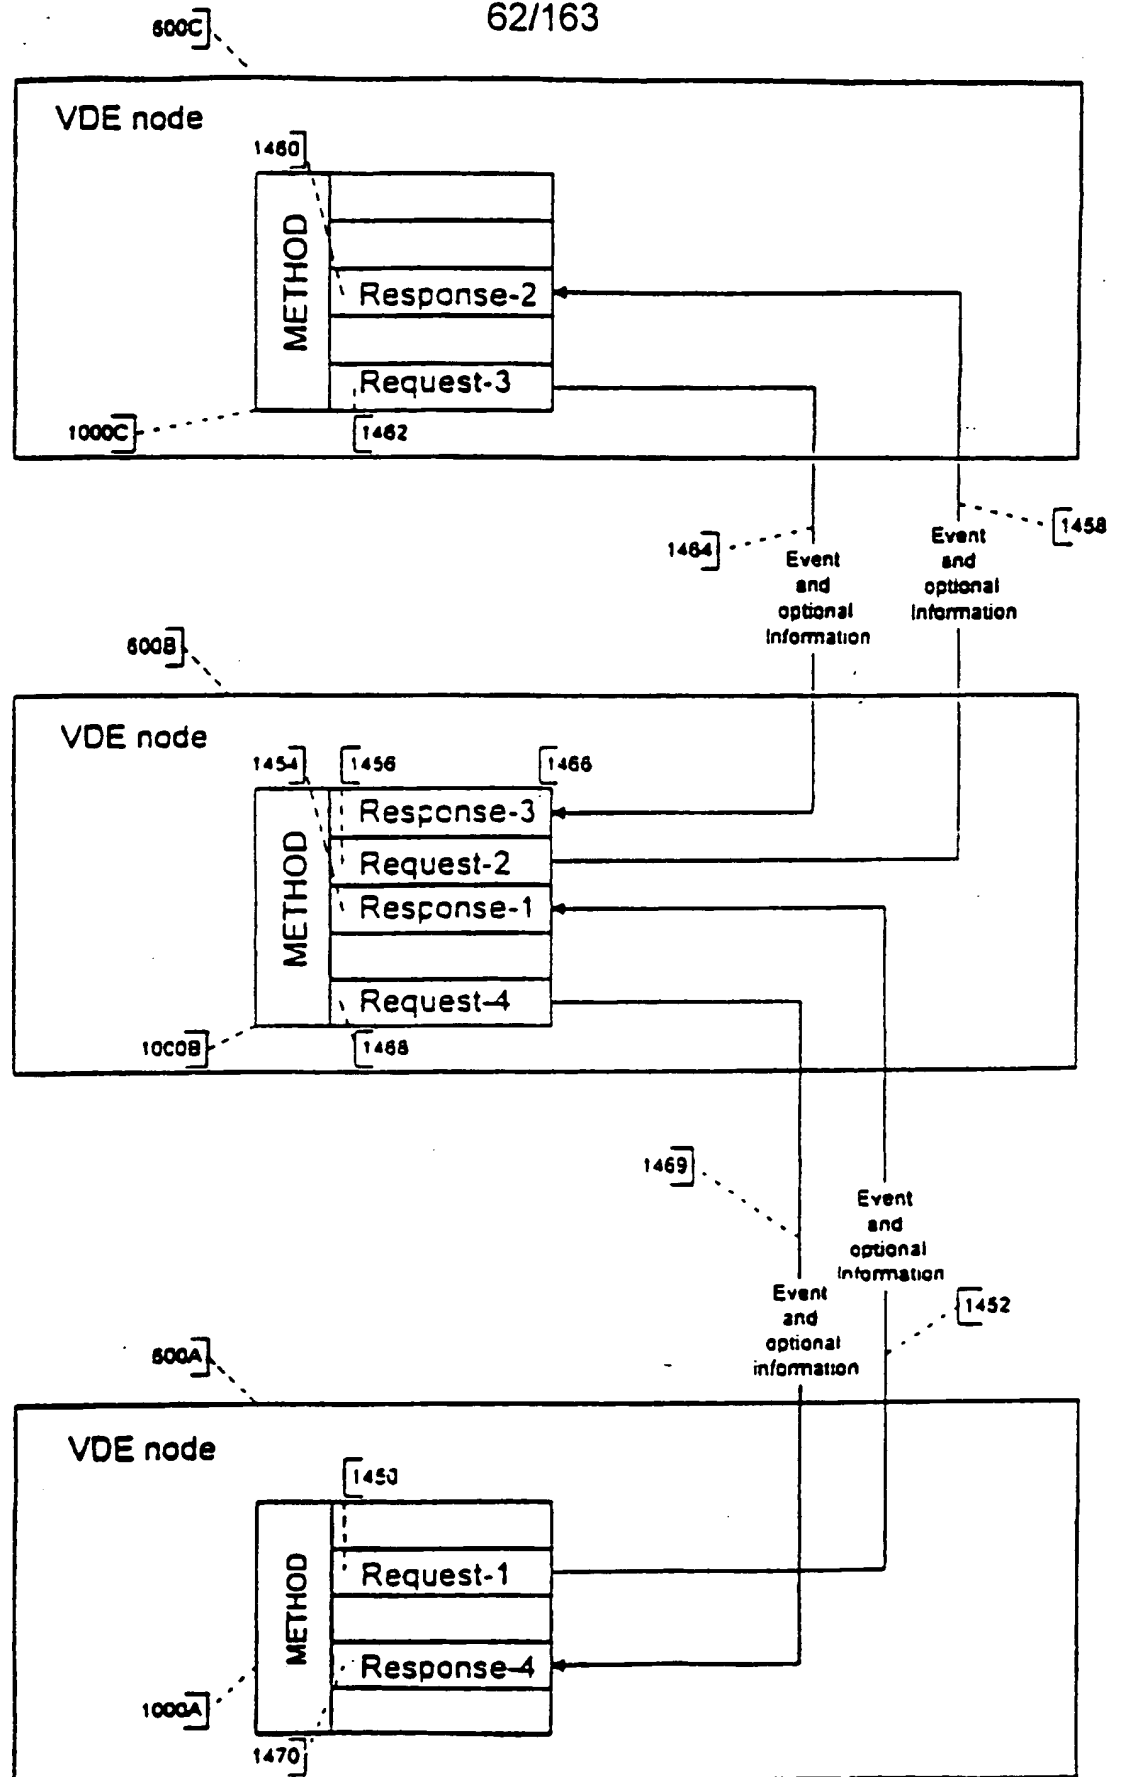 62/163
600C
VDE node
1460
METHOD
Response-2
Request-3
1000C
1462
1458
1464
Event
and
optional
Information
Event
and
optional
Information
600B
VDE node
1454
1456
1466
METHOD
Response-3
Request-2
Response-1
Request-4
1000B
1468
1469
Event
and
optional
Information
Event
and
optional
information
1452
600A
VDE node
1450
METHOD
Request-1
Response-4
1000A
1470